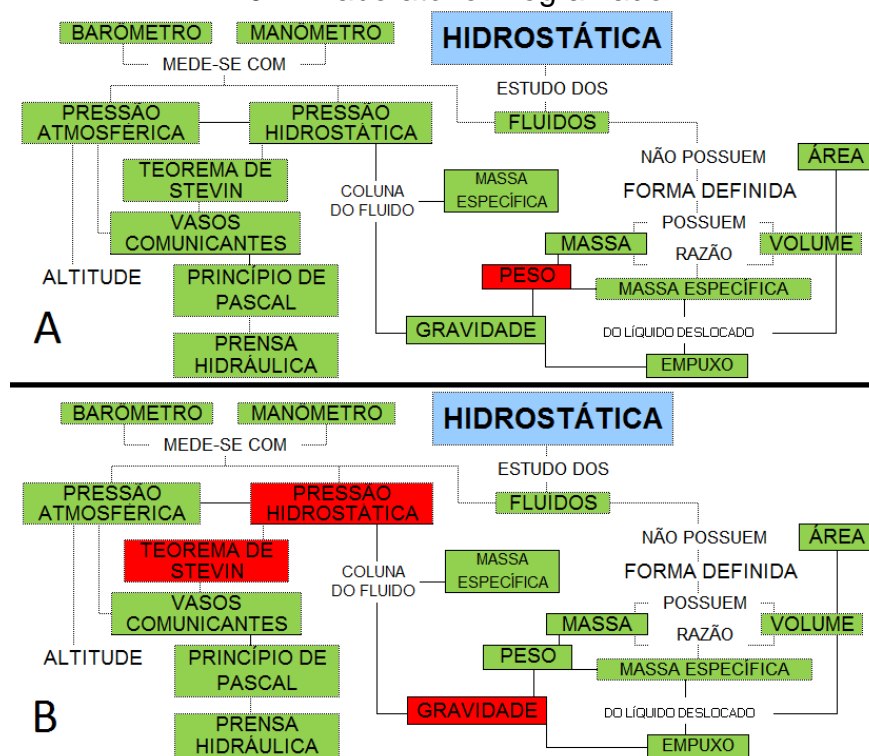 BARÔMETRO MANÔMETRO HIDROSTÁTICA
MEDE-SE COM
ESTUDO DOS
PRESSÃO
ATMOSFÉRICA
PRESSÃO
HIDROSTÁTICA
FLUIDOS
NÃO POSSUEM
ÁREA
TEOREMA DE
STEVIN
COLUNA
DO FLUIDO
MASSA
ESPECÍFICA
FORMA DEFINIDA
VASOS
COMUNICANTES
POSSUEM
MASSA
RAZÃO
VOLUME
ALTITUDE
PRINCÍPIO DE
PASCAL
PESO
MASSA ESPECÍFICA
A
GRAVIDADE
DO LÍQUIDO DESLOCADO
PRENSA
HIDRÁULICA
EMPUXO
BARÔMETRO MANÔMETRO HIDROSTÁTICA
MEDE-SE COM
ESTUDO DOS
PRESSÃO
ATMOSFÉRICA
PRESSÃO
HIDROSTÁTICA
FLUIDOS
NÃO POSSUEM
ÁREA
TEOREMA DE
STEVIN
COLUNA
DO FLUIDO
MASSA
ESPECÍFICA
FORMA DEFINIDA
VASOS
COMUNICANTES
POSSUEM
MASSA
RAZÃO
VOLUME
ALTITUDE
PRINCÍPIO DE
PASCAL
PESO
MASSA ESPECÍFICA
B
GRAVIDADE
DO LÍQUIDO DESLOCADO
PRENSA
HIDRÁULICA
EMPUXO